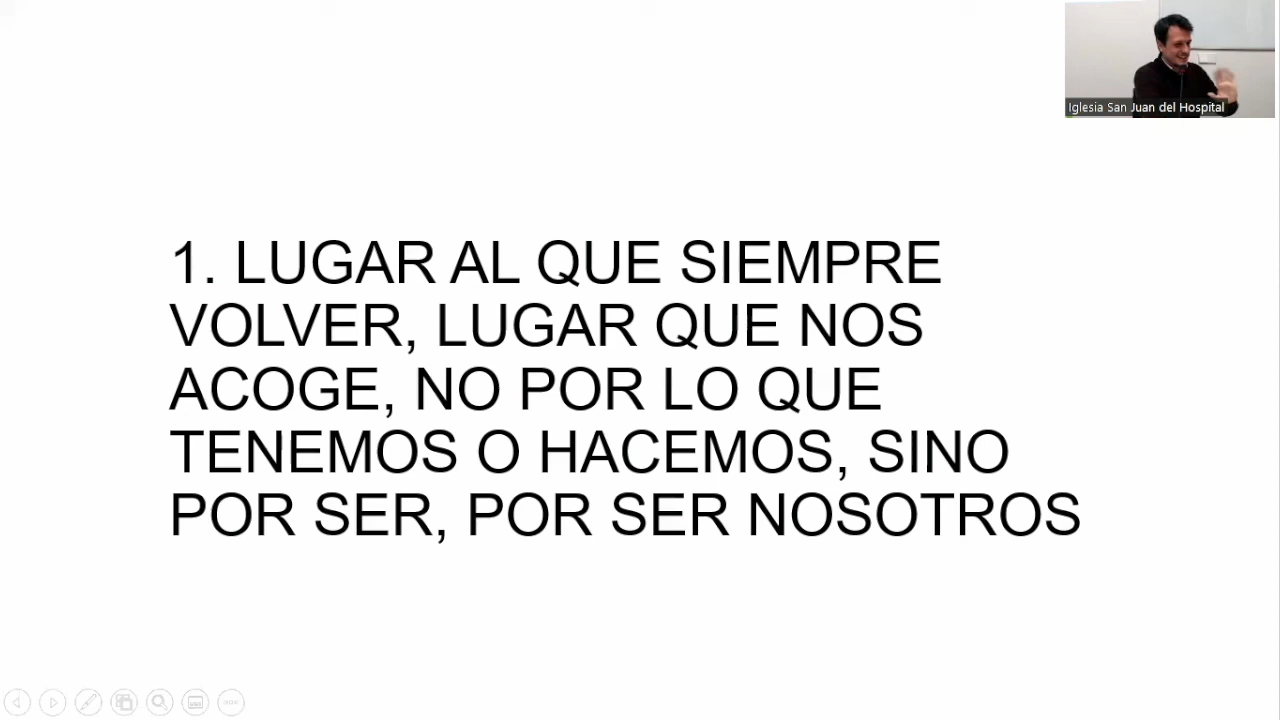 Iglesia San Juan del Hospital
1. LUGAR AL QUE SIEMPRE
VOLVER, LUGAR QUE NOS
ACOGE, NO POR LO QUE
TENEMOS O HACEMOS, SINO
POR SER, POR SER NOSOTROS